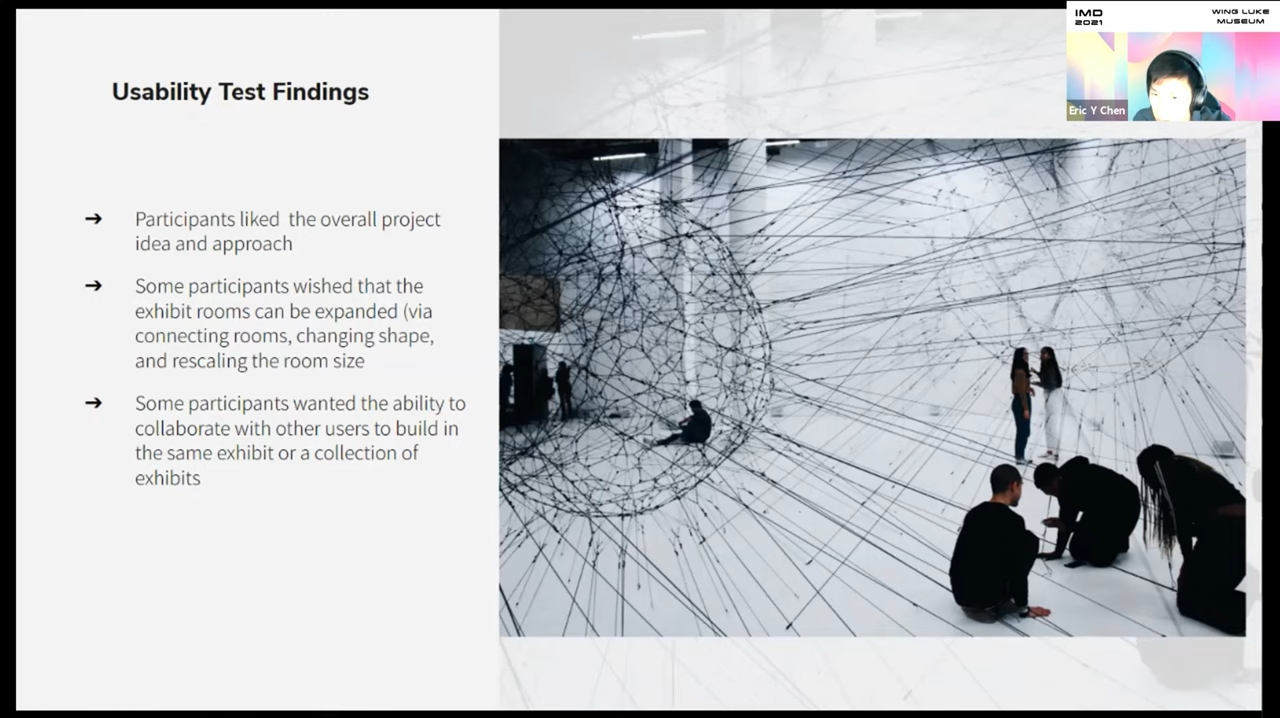 Usability Test Findings
➔ Participants liked  the overall project
idea and approach
➔ Some participants wished that the
exhibit rooms can be expanded (via
connecting rooms, changing shape,
and rescaling the room size
➔ Some participants wanted the ability to
collaborate with other users to build in
the same exhibit or a collection of
exhibits
IMD
2021
WING LUKE
MUSEUM
Eric Y Chen